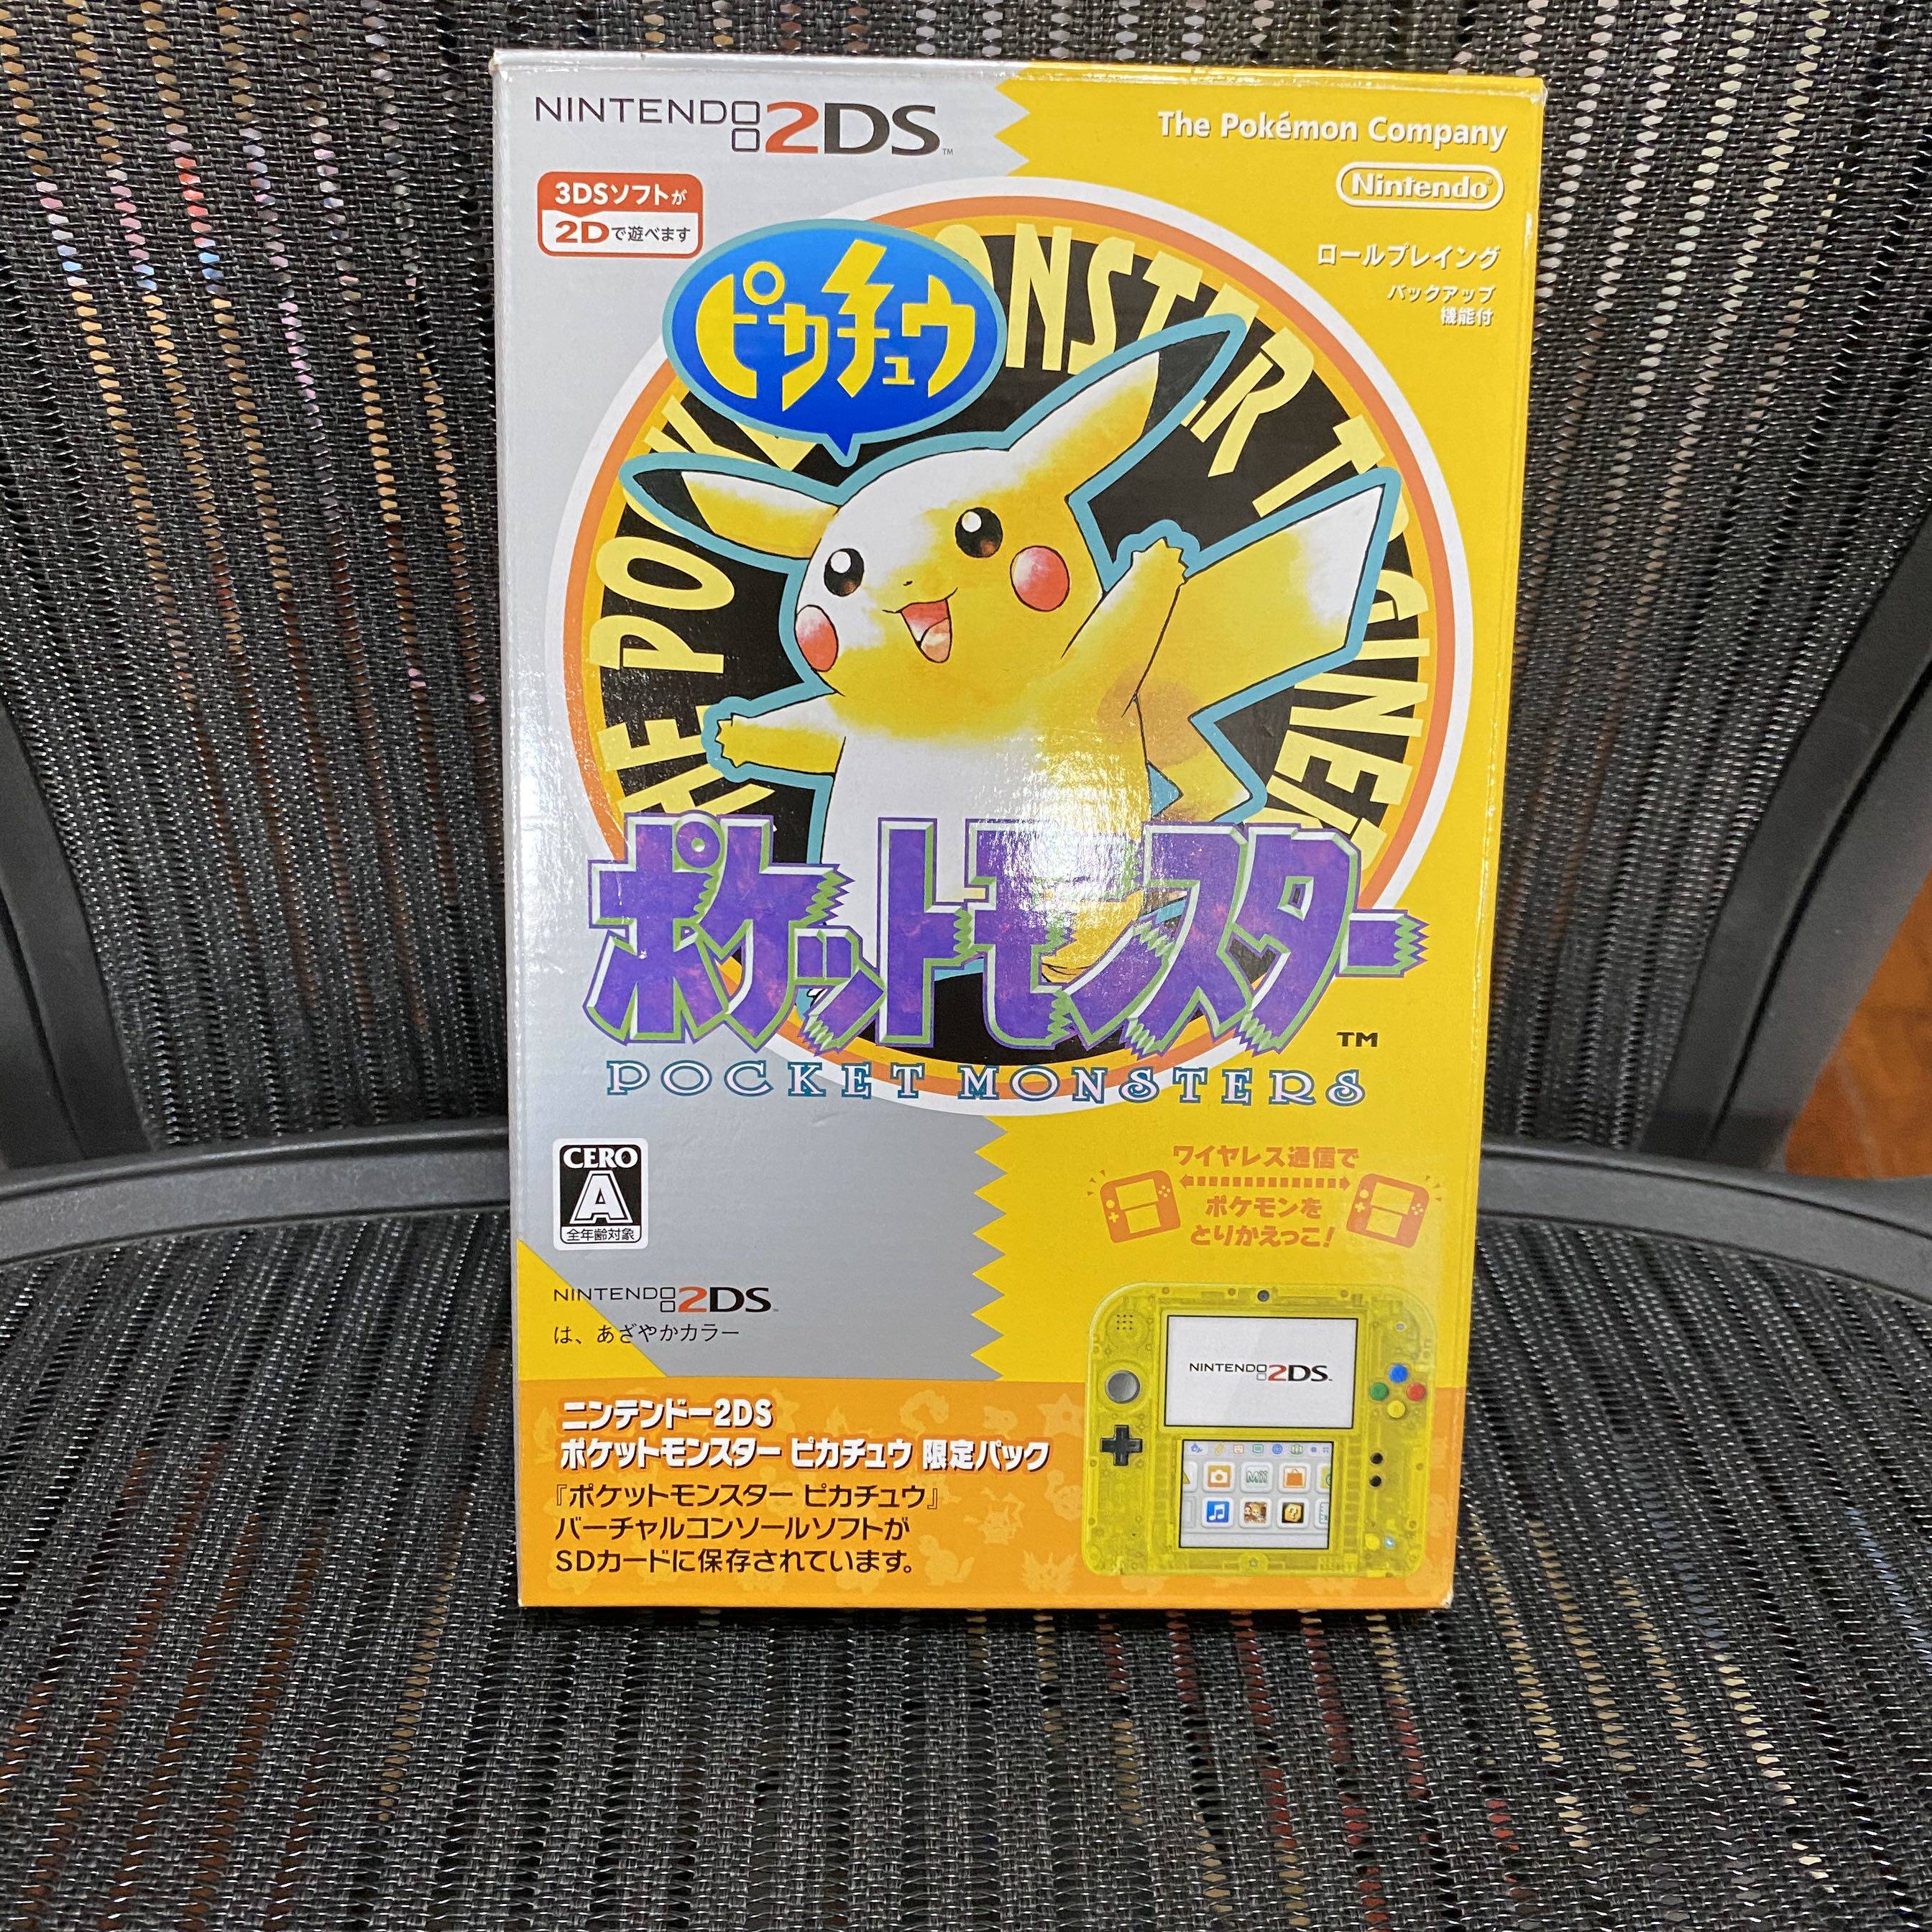 NINTENDO 2DS™
The Pokémon Company
Nintendo®
3DSソフトが
2Dで遊べます
ロールプレイング
バックアップ
機能付
ピカチュウ
ポケットモンスター
™
POCKET MONSTERS
CERO
A
全年齢対象
ワイヤレス通信で
ポケモンを
とりかえっこ!
NINTENDO 2DS™
は、あざやかカラー
NINTENDO 2DS™
ニンテンドー2DS
ポケットモンスター ピカチュウ 限定パック
『ポケットモンスター ピカチュウ』
バーチャルコンソールソフトが
SDカードに保存されています。